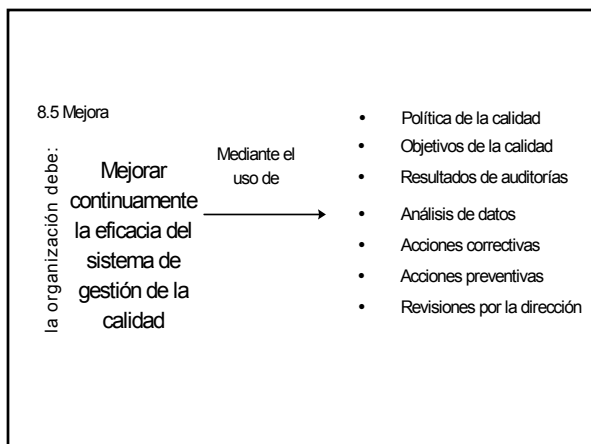 8.5 Mejora
la organización debe:
Mejorar
continuamente
la eficacia del
sistema de
gestión de la
calidad
Mediante el
uso de
• Política de la calidad
• Objetivos de la calidad
• Resultados de auditorías
• Análisis de datos
• Acciones correctivas
• Acciones preventivas
• Revisiones por la dirección